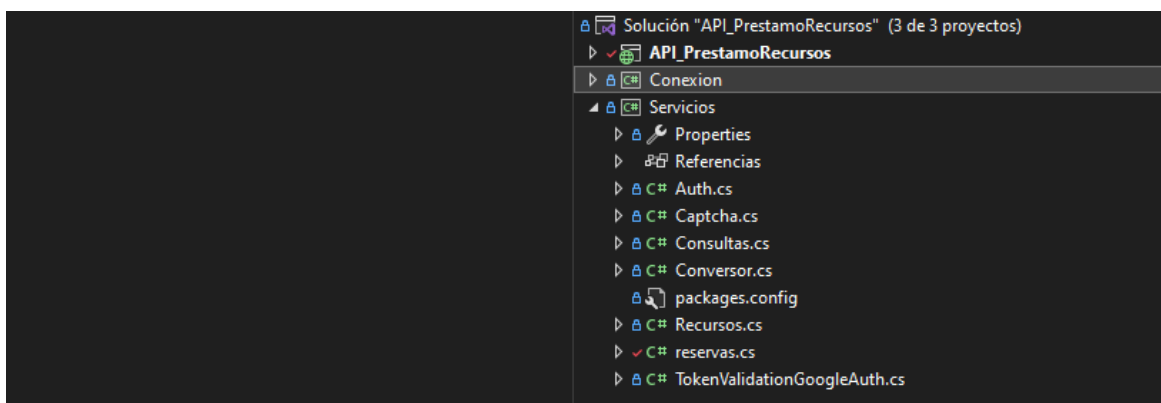 Solución "API_PrestamoRecursos" (3 de 3 proyectos)
API_PrestamoRecursos
C# Conexion
C# Servicios
Properties
Referencias
C# Auth.cs
C# Captcha.cs
C# Consultas.cs
C# Conversor.cs
packages.config
C# Recursos.cs
C# reservas.cs
C# TokenValidationGoogleAuth.cs